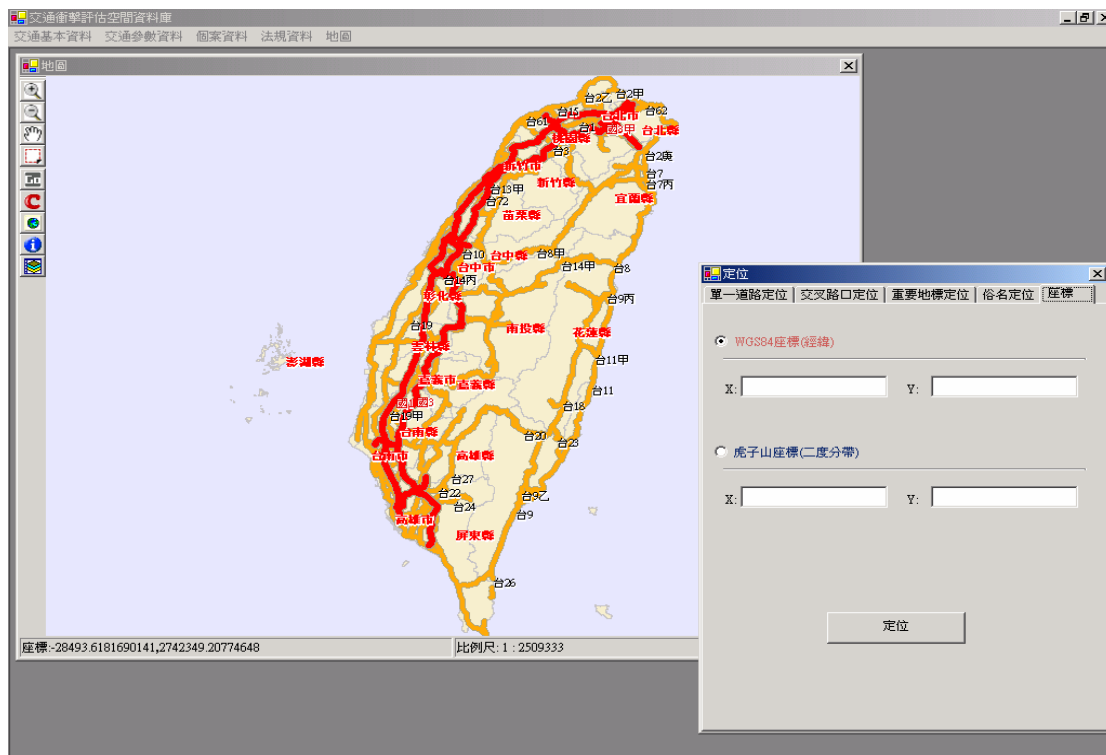 交通衝擊評估空間資料庫
交通基本資料 交通參數資料 個案資料 法規資料 地圖
地圖
台2乙 台2甲
台15 台62
台61 台北市
台北縣
桃園縣
台3
台2庚
新竹市
台7
新竹縣 台7丙
台13甲
宜蘭縣
台72
苗栗縣
台10 台中縣 台8甲
台中市 台14甲 台8
台14丙
彰化縣 台9丙
台19 南投縣 花蓮縣
雲林縣
澎湖縣 台11甲
嘉義市 嘉義縣
台11
國1 國3 台18
台19甲
台南縣 台20 台23
台南市 高雄縣
台27
台22 台9乙
台24 台9
高雄市
屏東縣
台26
座標:-28493.6181690141,2742349.20774648 比例尺: 1 : 2509333
定位
單一道路定位 交叉路口定位 重要地標定位 俗名定位 座標
WGS84座標(經緯)
X: Y:
虎子山座標(二度分帶)
X: Y:
定位